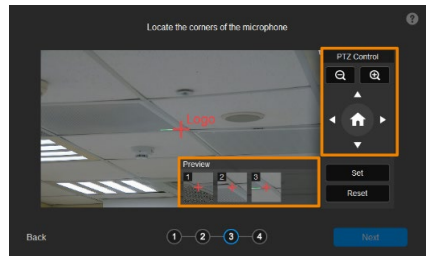 Locate the corners of the microphone
?
PTZ Control
Logo
Preview
1 2 3
Set
Reset
Back
1 2 3 4
Next